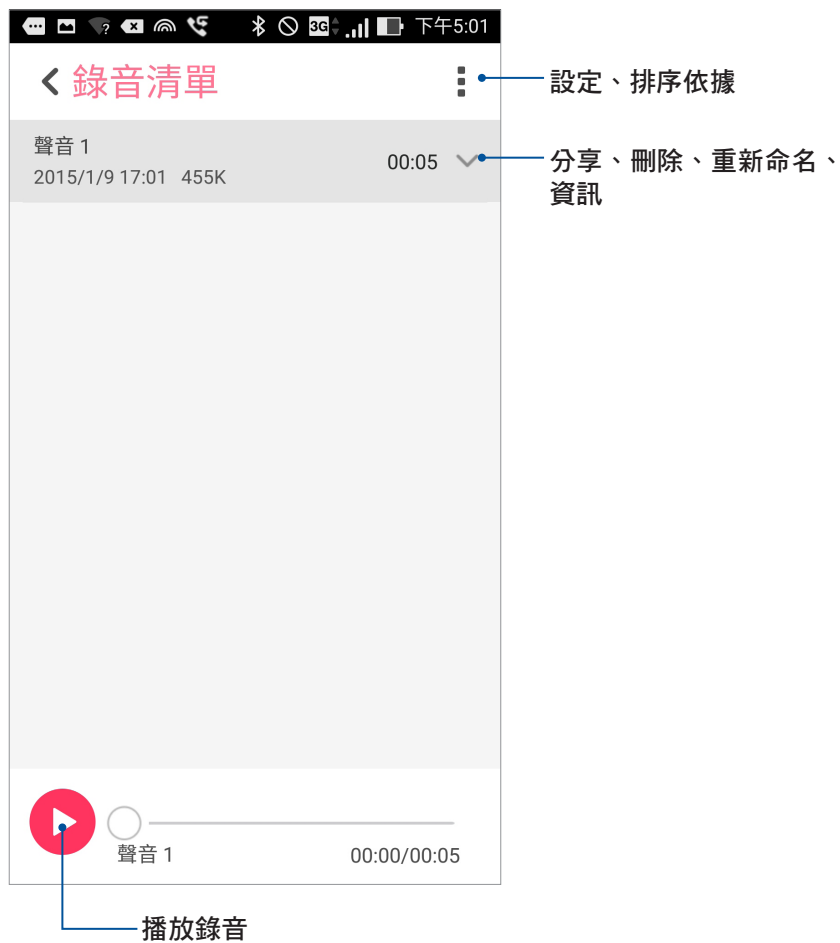 3G 下午5:01
錄音清單
設定、排序依據
聲音 1
2015/1/9 17:01 455K
00:05
分享、刪除、重新命名、
資訊
聲音 1
00:00/00:05
播放錄音